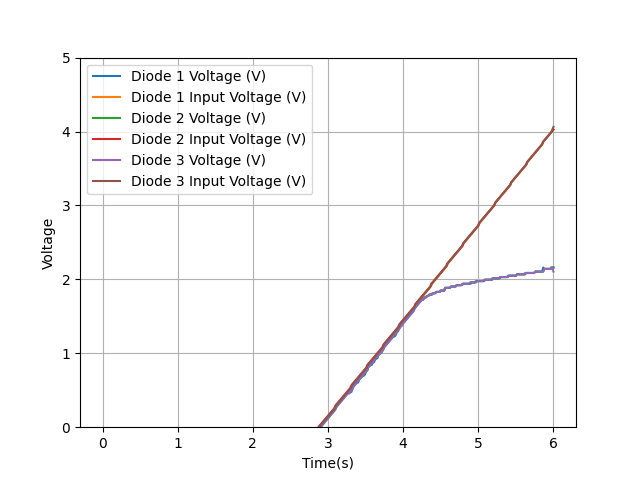 5
4
3
2
1
0
Voltage
Diode 1 Voltage (V)
Diode 1 Input Voltage (V)
Diode 2 Voltage (V)
Diode 2 Input Voltage (V)
Diode 3 Voltage (V)
Diode 3 Input Voltage (V)
0 1 2 3 4 5 6
Time(s)